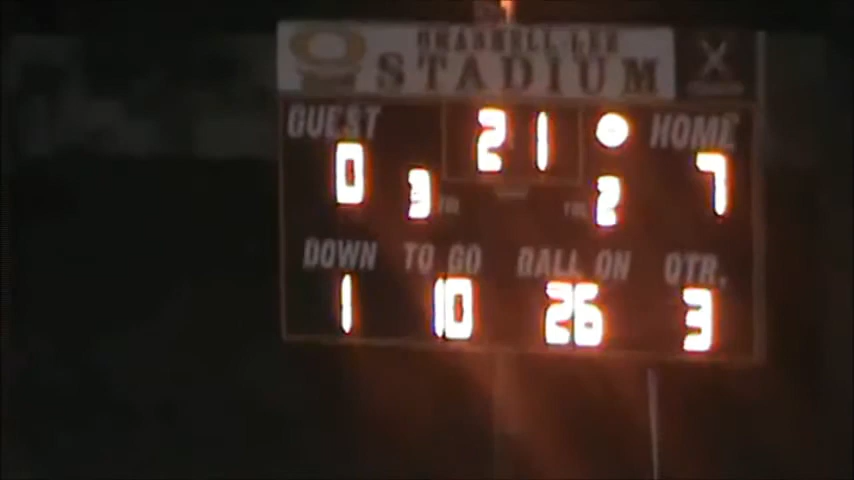 STADIUM
GUEST 21 HOME
0 3 2 7
DOWN TO GO BALL ON QTR.
1 10 26 3